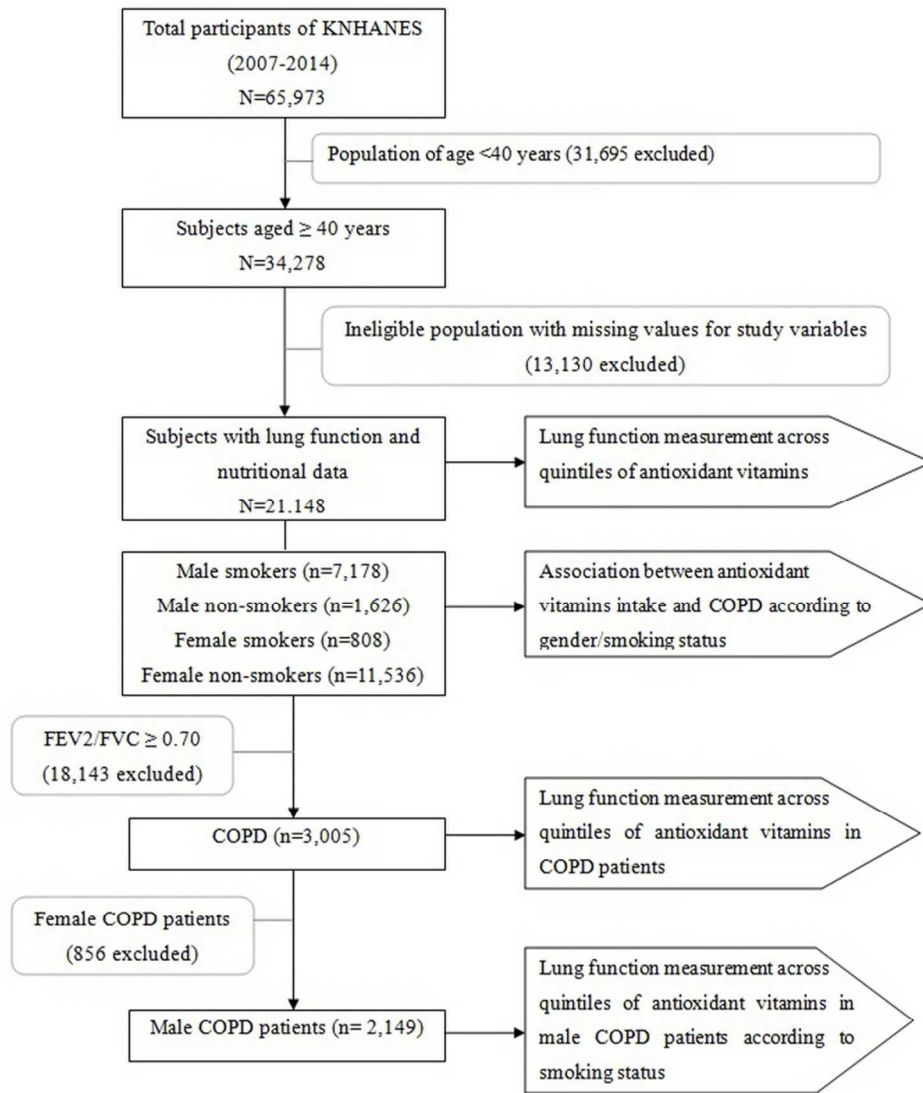 Total participants of KNHANES
(2007-2014)
N=65,973
Population of age <40 years (31,695 excluded)
Subjects aged ≥ 40 years
N=34,278
Ineligible population with missing values for study variables
(13,130 excluded)
Subjects with lung function and
nutritional data
N=21.148
Lung function measurement across
quintiles of antioxidant vitamins
Male smokers (n=7,178)
Male non-smokers (n=1,626)
Female smokers (n=808)
Female non-smokers (n=11,536)
Association between antioxidant
vitamins intake and COPD according to
gender/smoking status
FEV2/FVC ≥ 0.70
(18,143 excluded)
COPD (n=3,005)
Lung function measurement across
quintiles of antioxidant vitamins in
COPD patients
Female COPD patients
(856 excluded)
Male COPD patients (n= 2,149)
Lung function measurement across
quintiles of antioxidant vitamins in
male COPD patients according to
smoking status